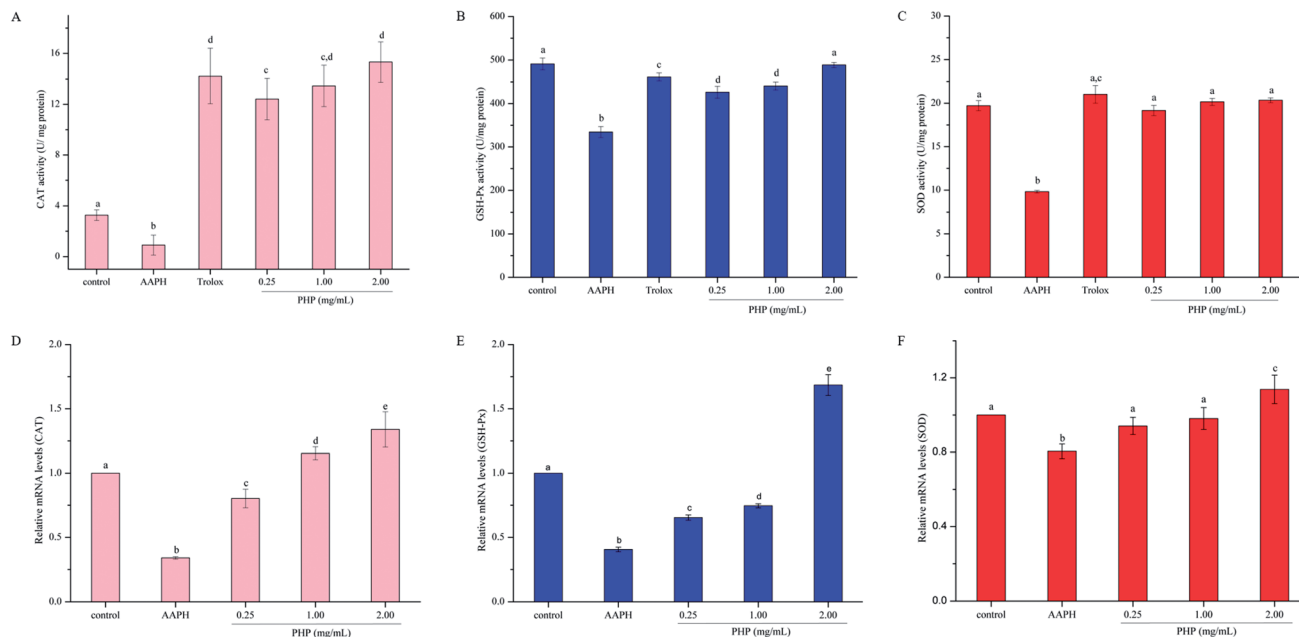 A
CAT activity (U/ mg protein)
16
12
8
4
0
a
b
d
c
c,d
d
control
AAPH
Trolox
0.25
1.00
2.00
PHP (mg/mL)
B
GSH-Px activity (U/mg protein)
600
500
400
300
200
100
0
a
b
c
d
d
a
control
AAPH
Trolox
0.25
1.00
2.00
PHP (mg/mL)
C
SOD activity (U/mg protein)
30
25
20
15
10
5
0
a
b
a,c
a
a
a
control
AAPH
Trolox
0.25
1.00
2.00
PHP (mg/mL)
D
Relative mRNA levels (CAT)
2.0
1.5
1.0
0.5
0.0
a
b
c
d
e
control
AAPH
0.25
1.00
2.00
PHP (mg/mL)
E
Relative mRNA levels (GSH-Px)
2.0
1.5
1.0
0.5
0.0
a
b
c
d
e
control
AAPH
0.25
1.00
2.00
PHP (mg/mL)
F
Relative mRNA levels (SOD)
1.2
0.8
0.4
0.0
a
b
a
a
c
control
AAPH
0.25
1.00
2.00
PHP (mg/mL)